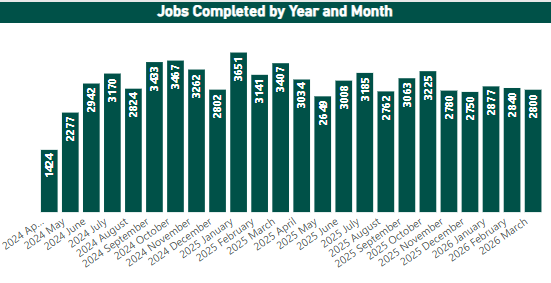 Jobs Completed by Year and Month
1424
2277
2942
3170
2824
3433
3467
3262
2802
3651
3141
3407
3034
2649
3008
3185
2762
3063
3225
2780
2750
2877
2840
2800
2024 Ap...
2024 May
2024 June
2024 July
2024 August
2024 September
2024 October
2024 November
2024 December
2025 January
2025 February
2025 March
2025 April
2025 May
2025 June
2025 July
2025 August
2025 September
2025 October
2025 November
2025 December
2026 January
2026 February
2026 March